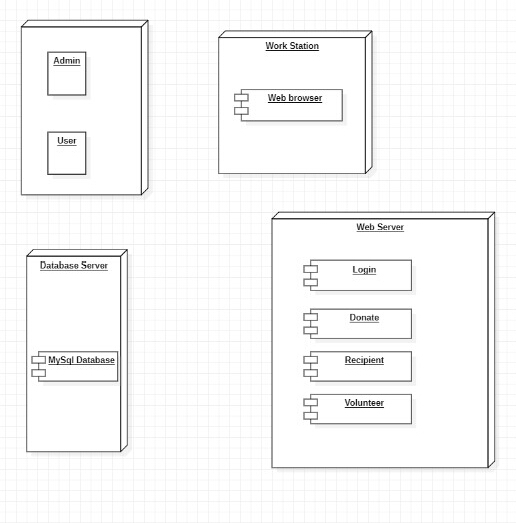 Admin
User
Work Station
Web browser
Database Server
MySql Database
Web Server
Login
Donate
Recipient
Volunteer